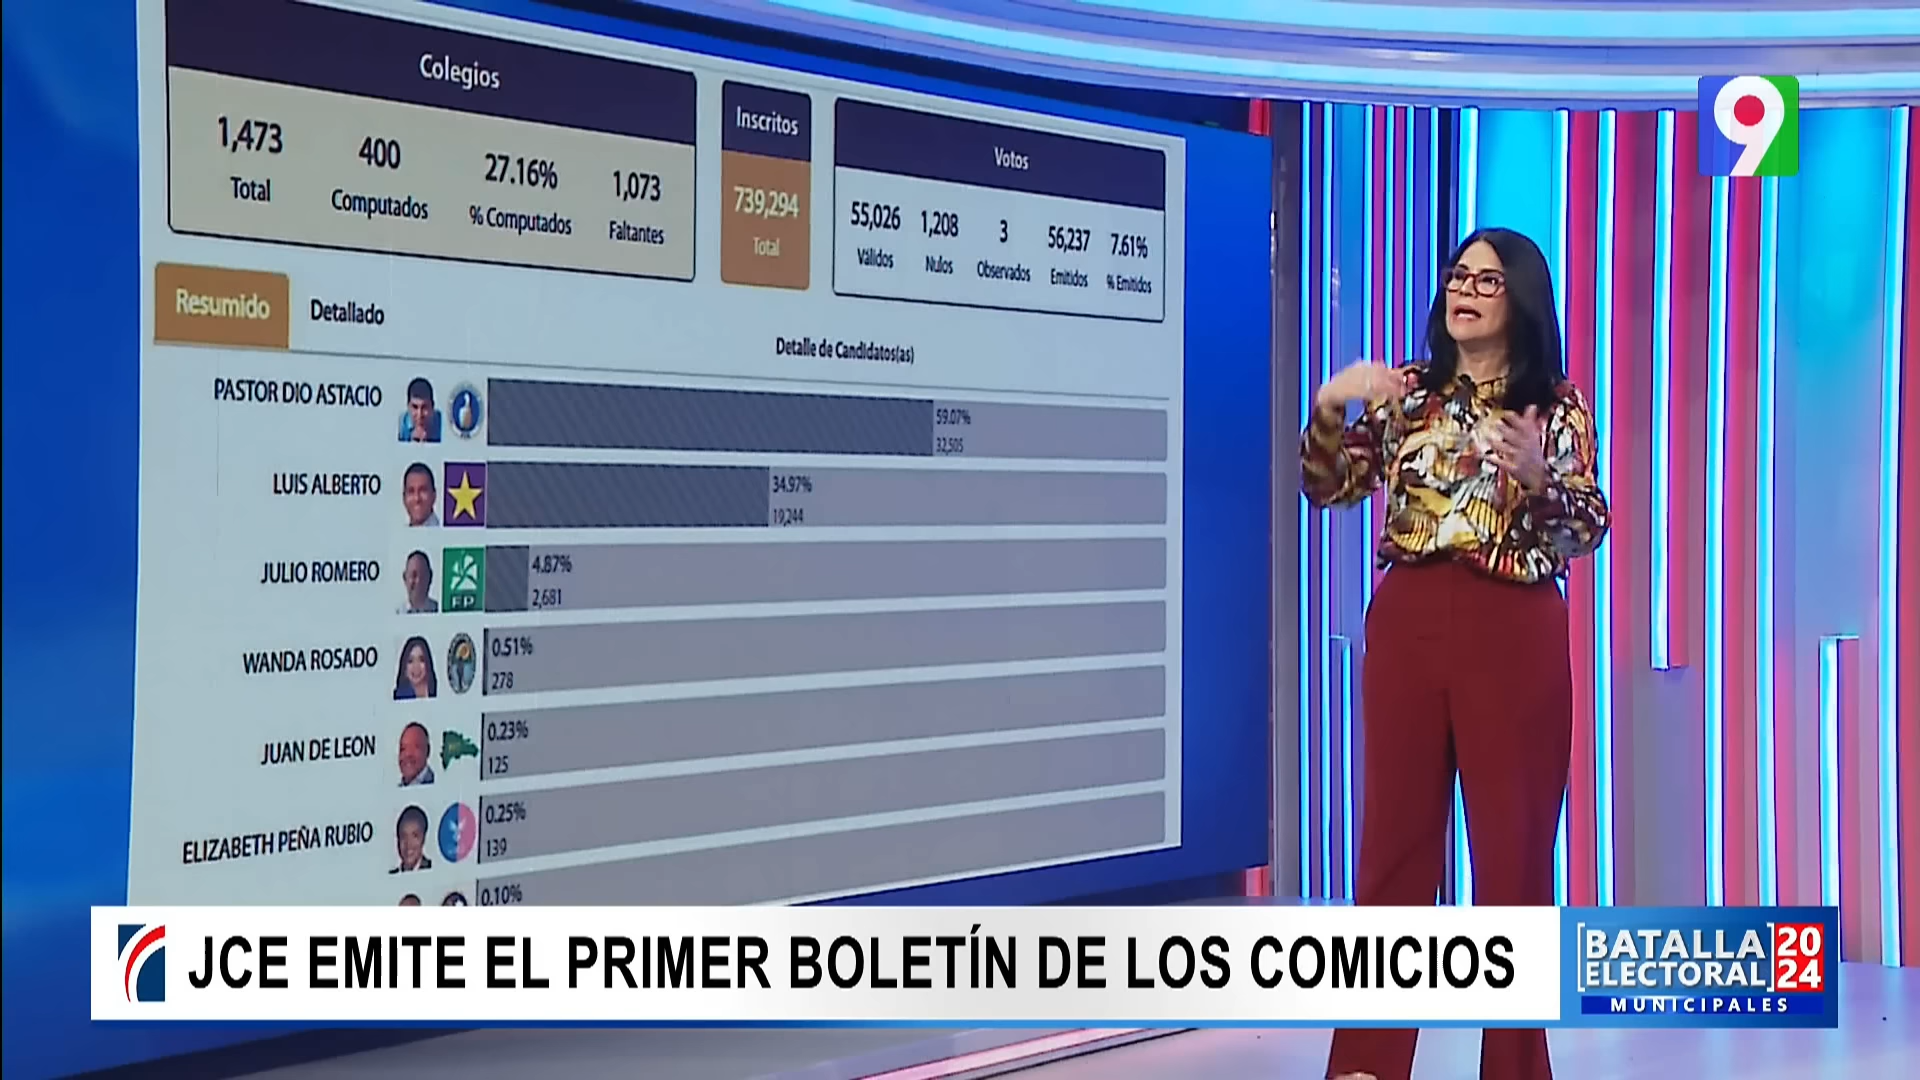 Colegios
1,473
Total
400
Computados
27.16%
% Computados
1,073
Faltantes
Inscritos
739,294
Total
Votos
55,026
Válidos
1,208
Nulos
3
Observados
56,237
Emitidos
7.61%
% Emitidos
9
Resumido
Detallado
Detalle de Candidatos(as)
PASTOR DIO ASTACIO
59.07%
32,505
LUIS ALBERTO
34.97%
19,244
JULIO ROMERO
FP
4.87%
2,681
WANDA ROSADO
0.51%
278
JUAN DE LEON
0.23%
125
ELIZABETH PEÑA RUBIO
0.25%
139
0.10%
JCE EMITE EL PRIMER BOLETÍN DE LOS COMICIOS
[BATALLA
ELECTORAL]
20
24
MUNICIPALES